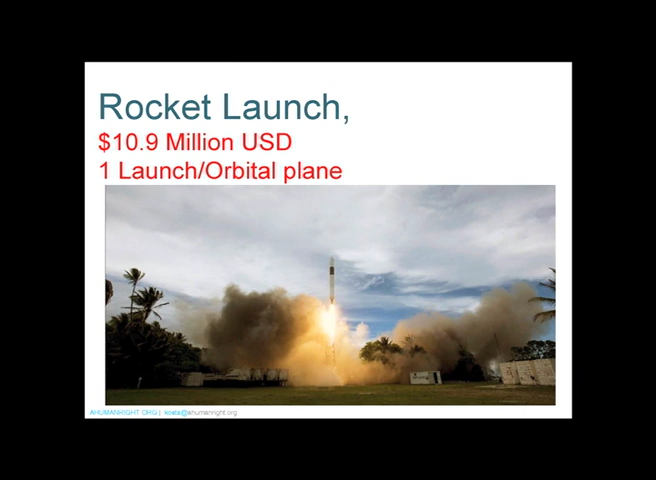 Rocket Launch,
$10.9 Million USD
1 Launch/Orbital plane
AHUMANRIGHT.ORG | kosta@ahumanright.org